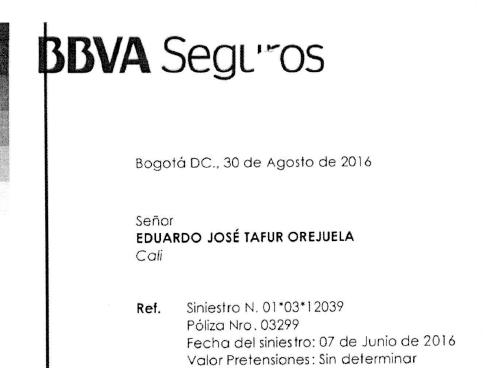 BBVA Seguros
Bogotá DC., 30 de Agosto de 2016
Señor
EDUARDO JOSÉ TAFUR OREJUELA
Cali
Ref. Siniestro N. 01*03*12039
Póliza Nro. 03299
Fecha del siniestro: 07 de Junio de 2016
Valor Pretensiones: Sin determinar